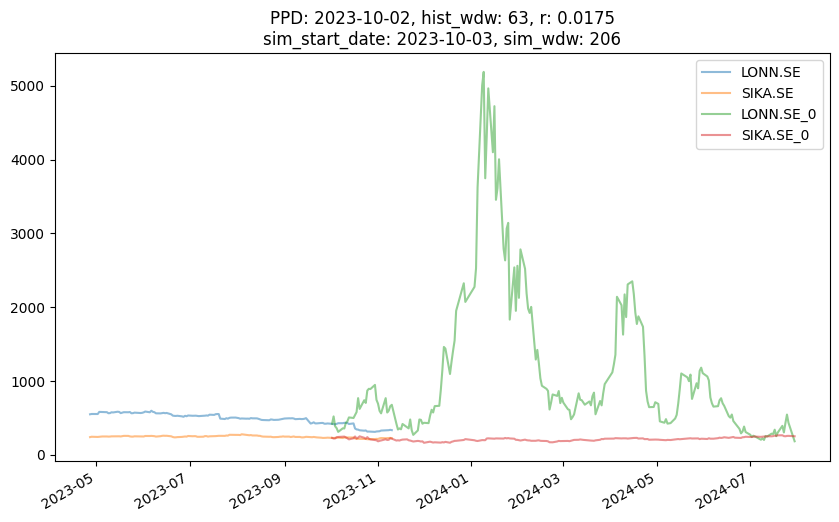 PPD: 2023-10-02, hist_wdw: 63, r: 0.0175
sim_start_date: 2023-10-03, sim_wdw: 206
LONN.SE
SIKA.SE
LONN.SE_0
SIKA.SE_0
5000
4000
3000
2000
1000
0
2023-05
2023-07
2023-09
2023-11
2024-01
2024-03
2024-05
2024-07